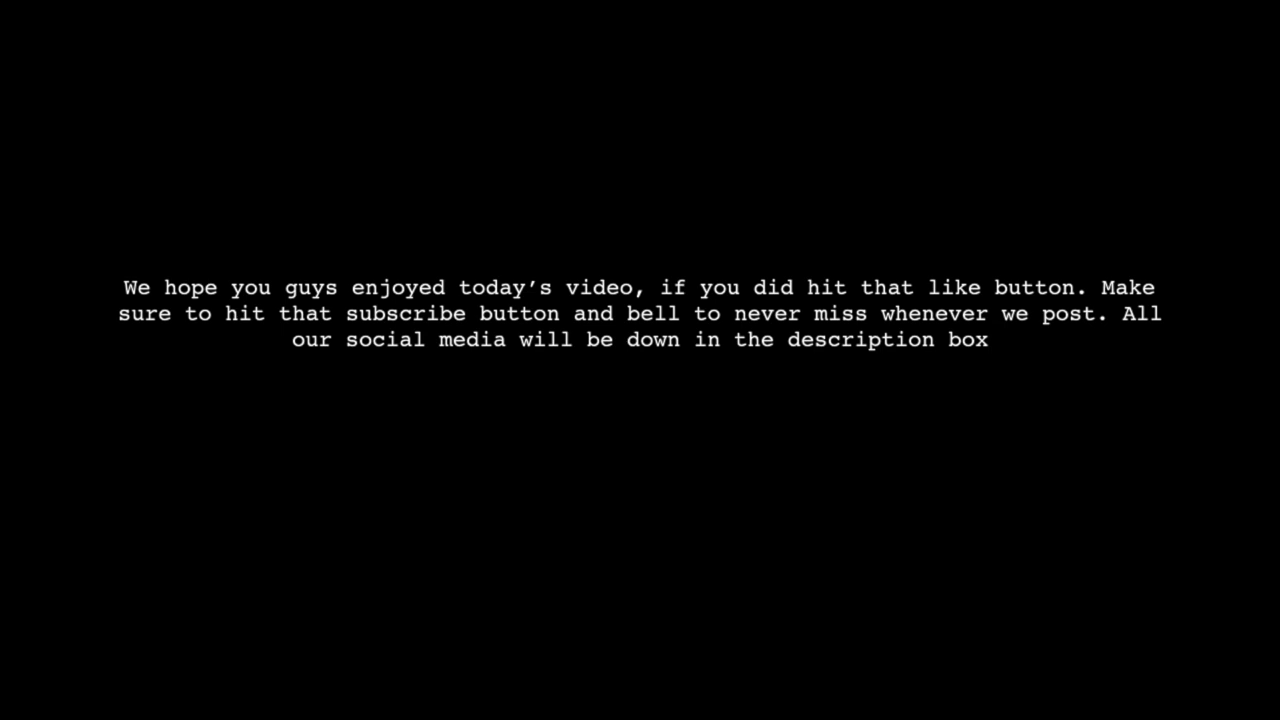 We hope you guys enjoyed today’s video, if you did hit that like button. Make
sure to hit that subscribe button and bell to never miss whenever we post. All
our social media will be down in the description box